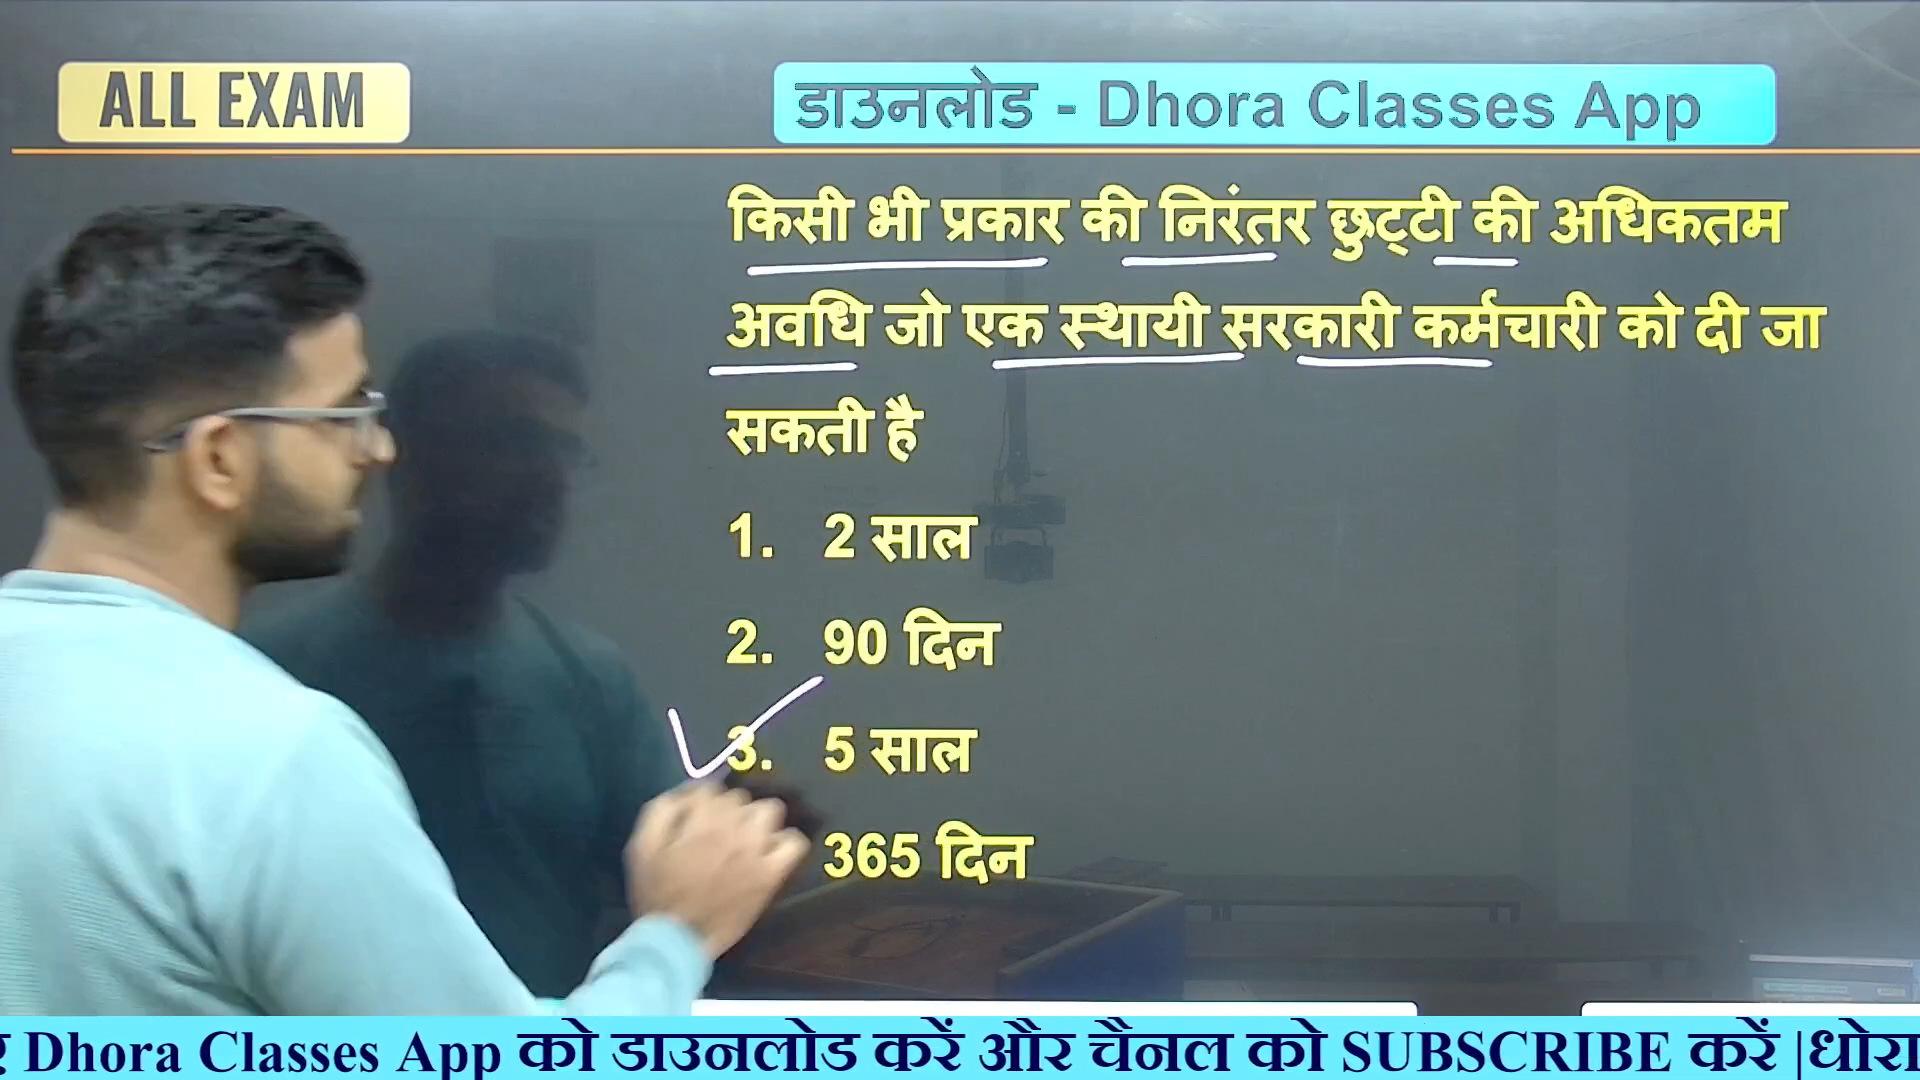 ALL EXAM
डाउनलोड - Dhora Classes App
किसी भी प्रकार की निरंतर छुट्टी की अधिकतम
अवधि जो एक स्थायी सरकारी कर्मचारी को दी जा
सकती है
1. 2 साल
2. 90 दिन
3. 5 साल
365 दिन
Dhora Classes App को डाउनलोड करें और चैनल को SUBSCRIBE करें |धोरा